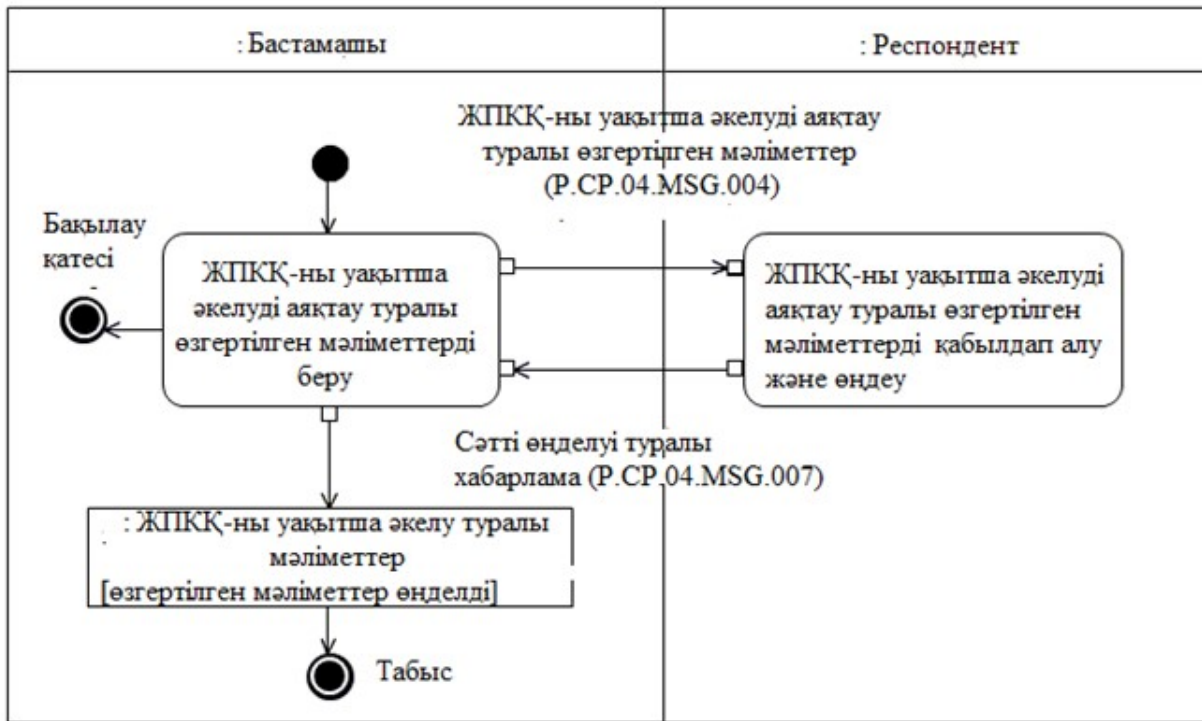 : Бастамашы
: Респондент
ЖПКҚ-ны уақытша әкелуді аяқтау
туралы өзгертілген мәліметтер
(P.CP.04.MSG.004)
Бақылау
қатесі
ЖПКҚ-ны уақытша
әкелуді аяқтау туралы
өзгертілген мәліметтерді
беру
ЖПКҚ-ны уақытша әкелуді
аяқтау туралы өзгертілген
мәліметтерді қабылдап алу
және өңдеу
Сәтті өңделуі туралы
хабарлама (P.CP.04.MSG.007)
: ЖПКҚ-ны уақытша әкелу туралы
мәліметтер
[өзгертілген мәліметтер өңделді]
Табыс